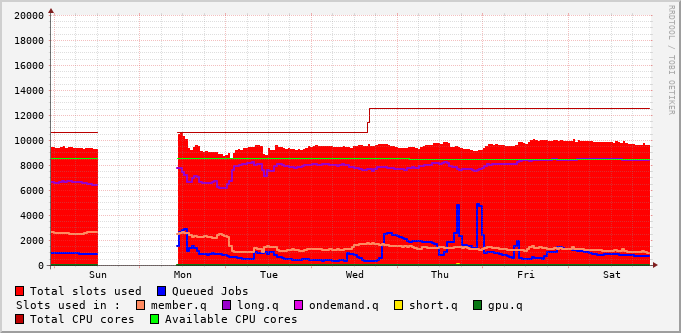 RRDTOOL / TOBI OETIKER
20000
18000
16000
14000
12000
10000
8000
6000
4000
2000
0
Sun Mon Tue Wed Thu Fri Sat
Total slots used Queued Jobs
Slots used in : member.q long.q ondemand.q short.q gpu.q
Total CPU cores Available CPU cores